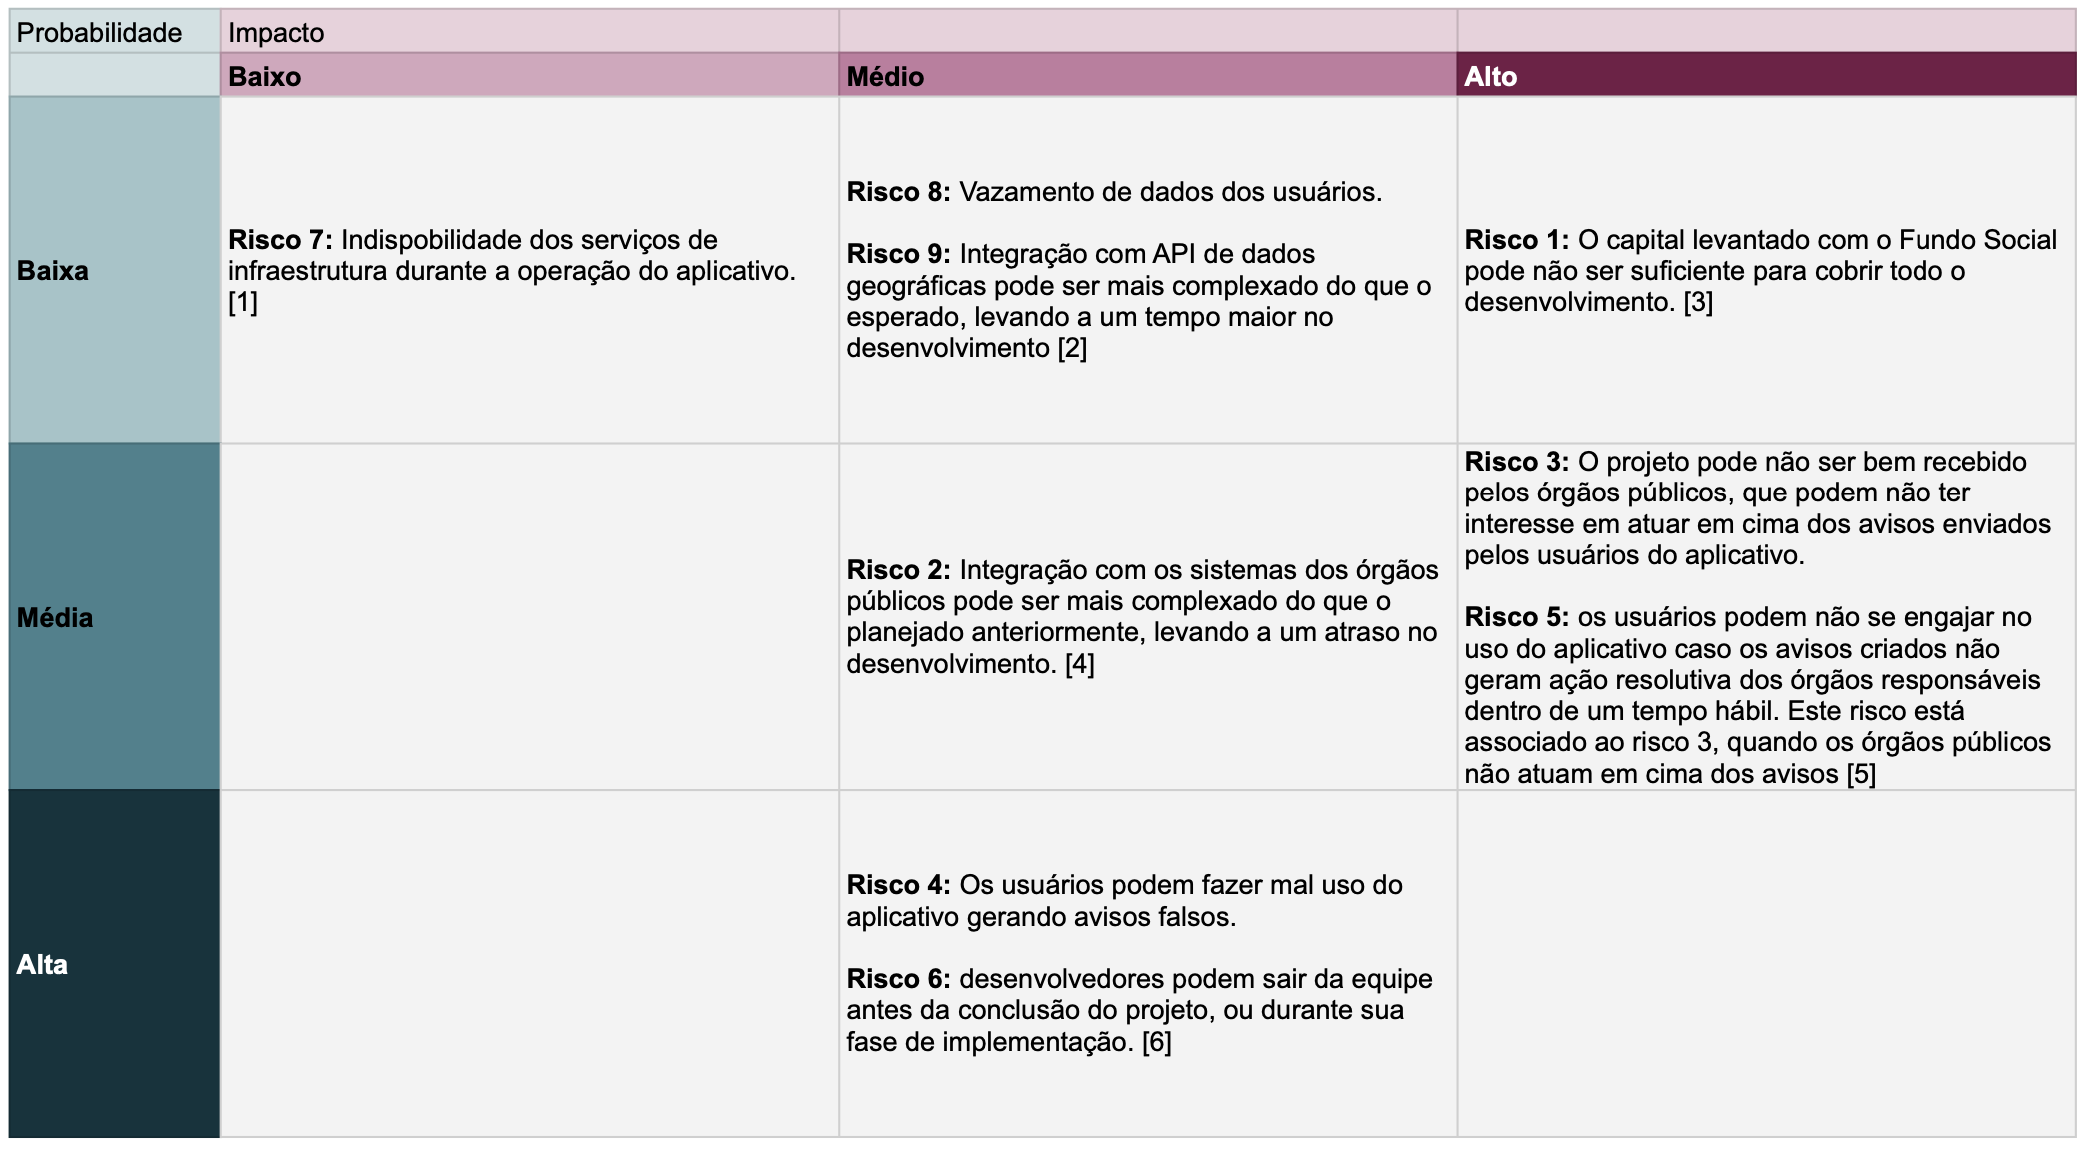 Probabilidade
Impacto
Baixo
Médio
Alto
Baixa
Risco 7: Indispobilidade dos serviços de
infraestrutura durante a operação do aplicativo.
[1]
Risco 8: Vazamento de dados dos usuários.
Risco 9: Integração com API de dados
geográficas pode ser mais complexado do que o
esperado, levando a um tempo maior no
desenvolvimento [2]
Risco 1: O capital levantado com o Fundo Social
pode não ser suficiente para cobrir todo o
desenvolvimento. [3]
Média
Risco 2: Integração com os sistemas dos órgãos
públicos pode ser mais complexado do que o
planejado anteriormente, levando a um atraso no
desenvolvimento. [4]
Risco 3: O projeto pode não ser bem recebido
pelos órgãos públicos, que podem não ter
interesse em atuar em cima dos avisos enviados
pelos usuários do aplicativo.
Risco 5: os usuários podem não se engajar no
uso do aplicativo caso os avisos criados não
geram ação resolutiva dos órgãos responsáveis
dentro de um tempo hábil. Este risco está
associado ao risco 3, quando os órgãos públicos
não atuam em cima dos avisos [5]
Alta
Risco 4: Os usuários podem fazer mal uso do
aplicativo gerando avisos falsos.
Risco 6: desenvolvedores podem sair da equipe
antes da conclusão do projeto, ou durante sua
fase de implementação. [6]